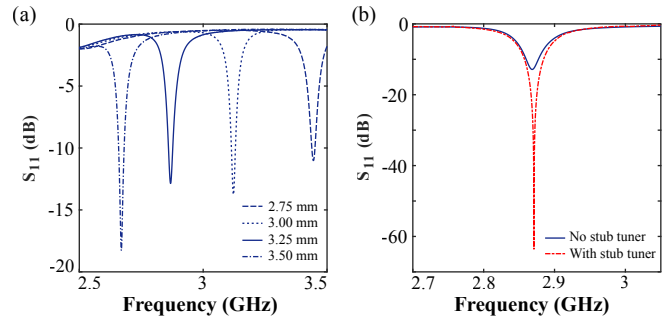 (a)
0
-5
-10
-15
-20
S11 (dB)
2.75 mm
3.00 mm
3.25 mm
3.50 mm
2.5
3
3.5
Frequency (GHz)
(b)
0
-20
-40
-60
S11 (dB)
No stub tuner
With stub tuner
2.7
2.8
2.9
3
Frequency (GHz)